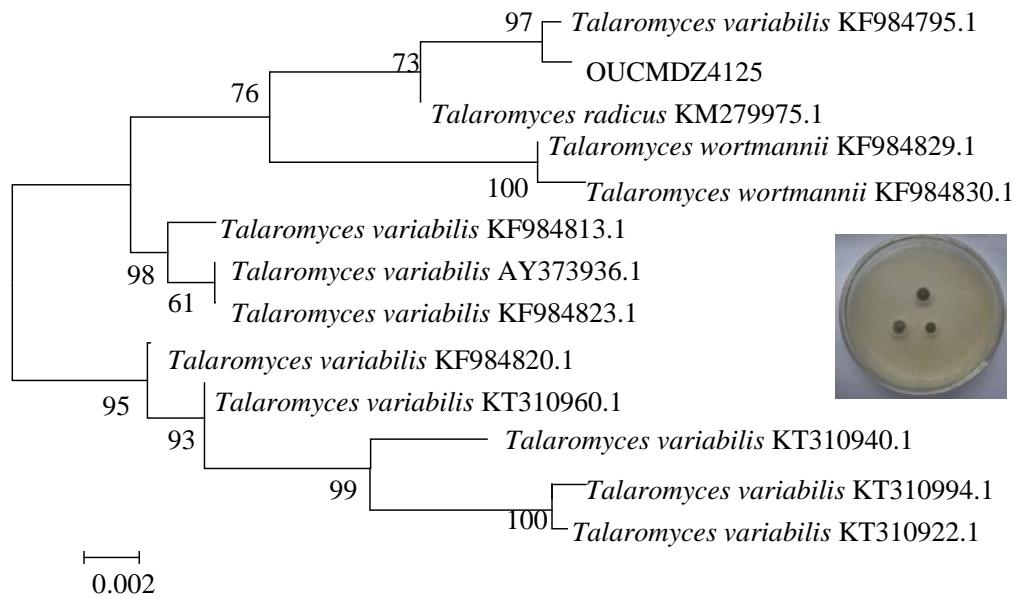 97
Talaromyces variabilis KF984795.1
73
OUCMDZ4125
76
Talaromyces radicus KM279975.1
Talaromyces wortmannii KF984829.1
100
Talaromyces wortmannii KF984830.1
Talaromyces variabilis KF984813.1
98
Talaromyces variabilis AY373936.1
61
Talaromyces variabilis KF984823.1
Talaromyces variabilis KF984820.1
95
Talaromyces variabilis KT310960.1
93
Talaromyces variabilis KT310940.1
99
Talaromyces variabilis KT310994.1
100
Talaromyces variabilis KT310922.1
0.002